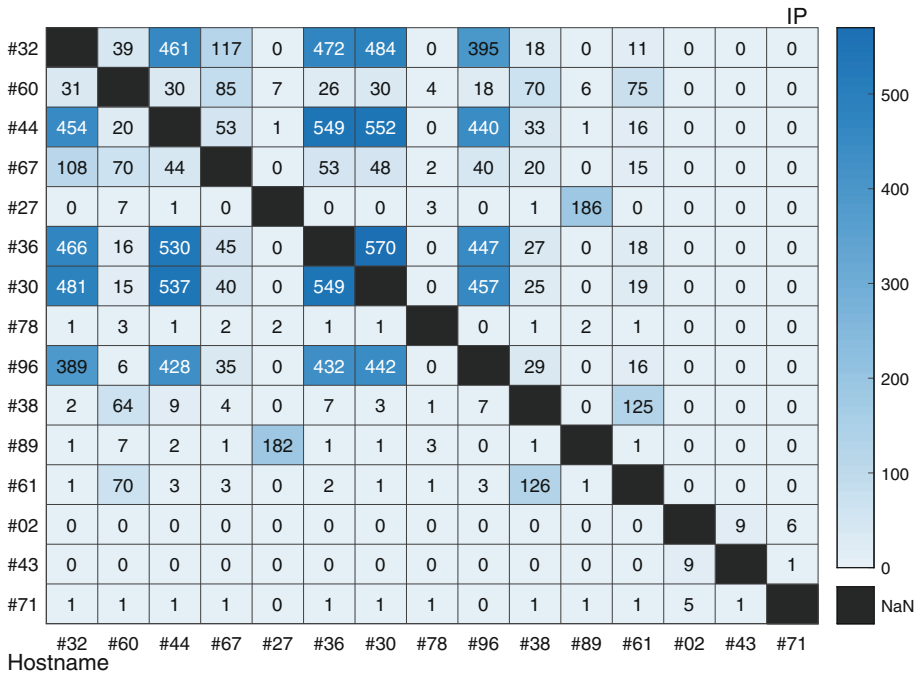 IP
#32 39 461 117 0 472 484 0 395 18 0 11 0 0 0
#60 31 30 85 7 26 30 4 18 70 6 75 0 0 0
#44 454 20 53 1 549 552 0 440 33 1 16 0 0 0
#67 108 70 44 0 53 48 2 40 20 0 15 0 0 0
#27 0 7 1 0 0 0 3 0 1 186 0 0 0 0
#36 466 16 530 45 0 570 0 447 27 0 18 0 0 0
#30 481 15 537 40 0 549 0 457 25 0 19 0 0 0
#78 1 3 1 2 2 1 1 0 1 2 1 0 0 0
#96 389 6 428 35 0 432 442 0 29 0 16 0 0 0
#38 2 64 9 4 0 7 3 1 7 0 125 0 0 0
#89 1 7 2 1 182 1 1 3 0 1 1 0 0 0
#61 1 70 3 3 0 2 1 1 3 126 1 0 0 0
#02 0 0 0 0 0 0 0 0 0 0 0 0 9 6
#43 0 0 0 0 0 0 0 0 0 0 0 0 9 1
#71 1 1 1 1 0 1 1 1 0 1 1 1 5 1
#32 #60 #44 #67 #27 #36 #30 #78 #96 #38 #89 #61 #02 #43 #71
Hostname
500
400
300
200
100
0
NaN